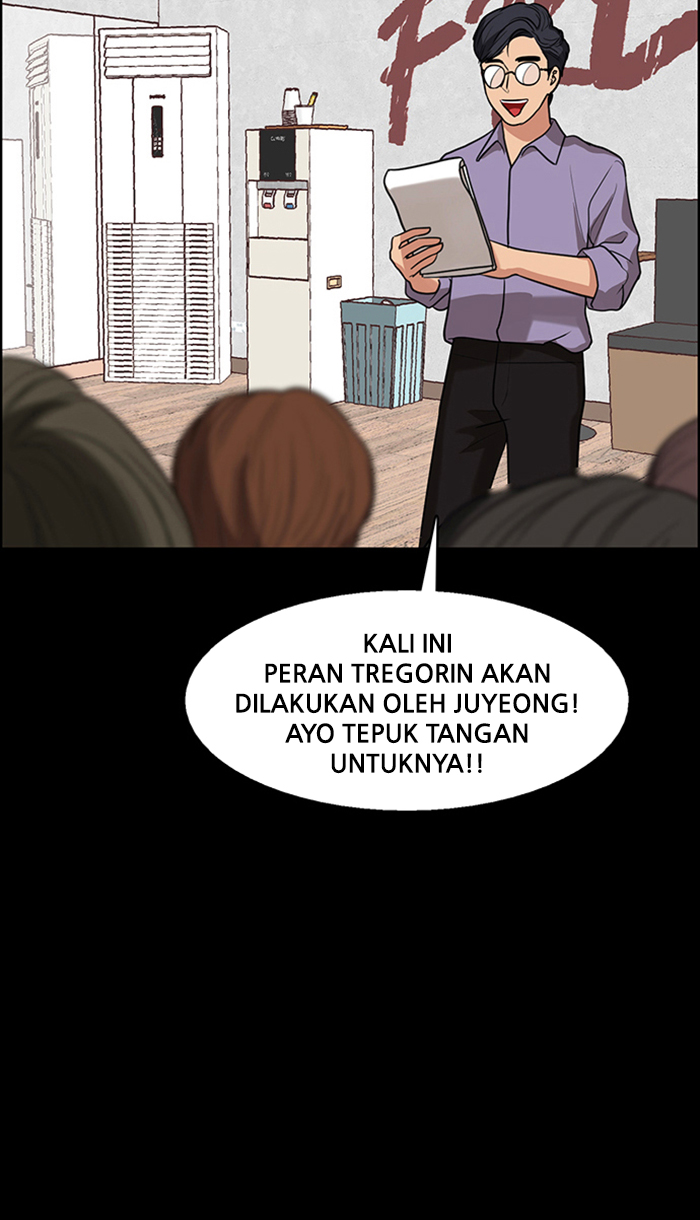 KALI INI
PERAN TREGORIN AKAN
DILAKUKAN OLEH JUYEONG!
AYO TEPUK TANGAN
UNTUKNYA!!